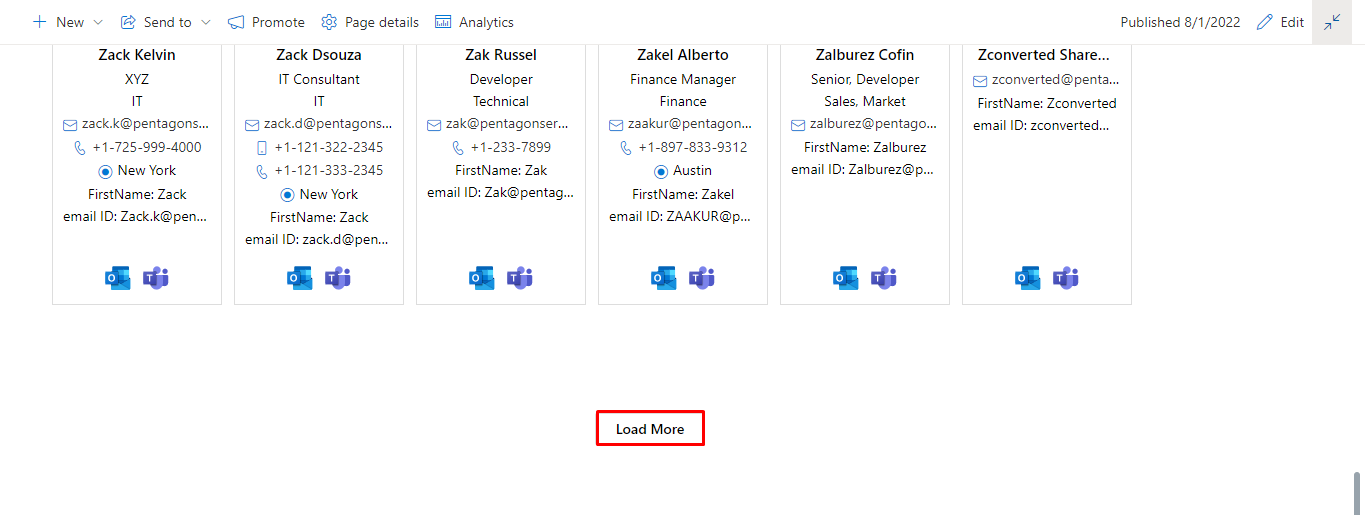 New Send to Promote Page details Analytics Published 8/1/2022 Edit
Zack Kelvin
XYZ
IT
zack.k@pentagons...
+1-725-999-4000
New York
FirstName: Zack
email ID: Zack.k@pen...
Zack Dsouza
IT Consultant
IT
zack.d@pentagons...
+1-121-322-2345
+1-121-333-2345
New York
FirstName: Zack
email ID: zack.d@pen...
Zak Russel
Developer
Technical
zak@pentagonser...
+1-233-7899
FirstName: Zak
email ID: Zak@pentag...
Zakel Alberto
Finance Manager
Finance
zaakur@pentagon...
+1-897-833-9312
Austin
FirstName: Zakel
email ID: ZAAKUR@p...
Zalburez Cofin
Senior, Developer
Sales, Market
zalburez@pentago...
FirstName: Zalburez
email ID: Zalburez@p...
Zconverted Share...
zconverted@penta...
FirstName: Zconverted
email ID: zconverted...
Load More